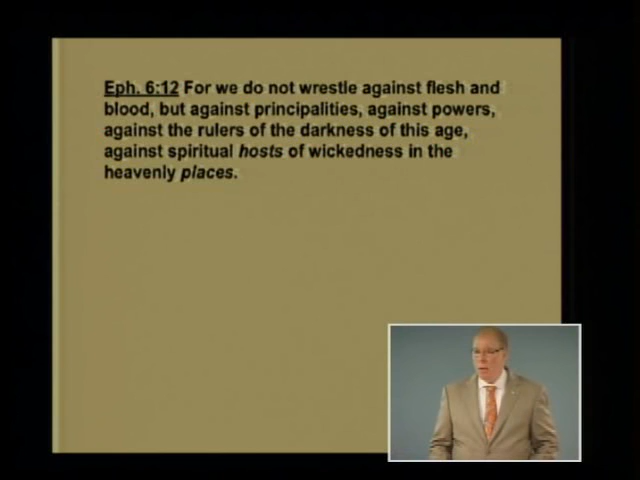 Eph. 6:12 For we do not wrestle against flesh and
blood, but against principalities, against powers,
against the rulers of the darkness of this age,
against spiritual hosts of wickedness in the
heavenly places.